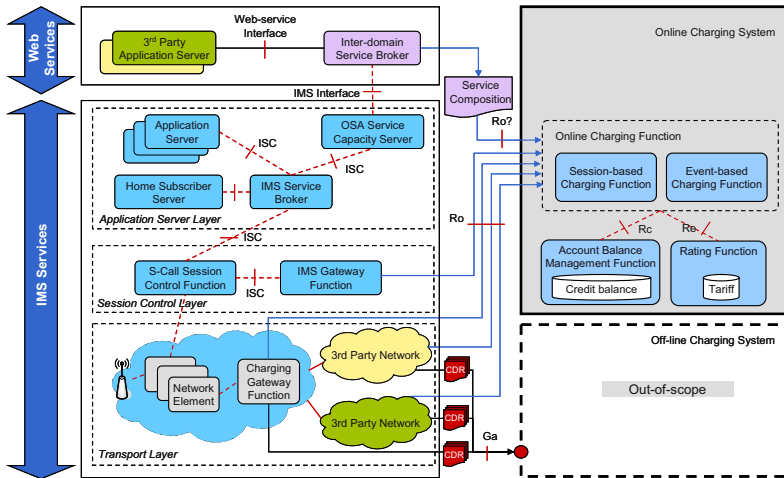 Web
Services
3rd Party
Application Server
Web-service
Interface
Inter-domain
Service Broker
Online Charging System
IMS Interface
Service
Composition
Ro?
IMS Services
Application
Server
OSA Service
Capacity Server
ISC
ISC
Home Subscriber
Server
IMS Service
Broker
Application Server Layer
Online Charging Function
Session-based
Charging Function
Event-based
Charging Function
Ro
Rc
Re
ISC
S-Call Session
Control Function
IMS Gateway
Function
ISC
Session Control Layer
Account Balance
Management Function
Credit balance
Rating Function
Tariff
Off-line Charging System
Out-of-scope
3rd Party Network
Network
Element
Charging
Gateway
Function
3rd Party Network
Transport Layer
CDR
CDR
CDR
Ga